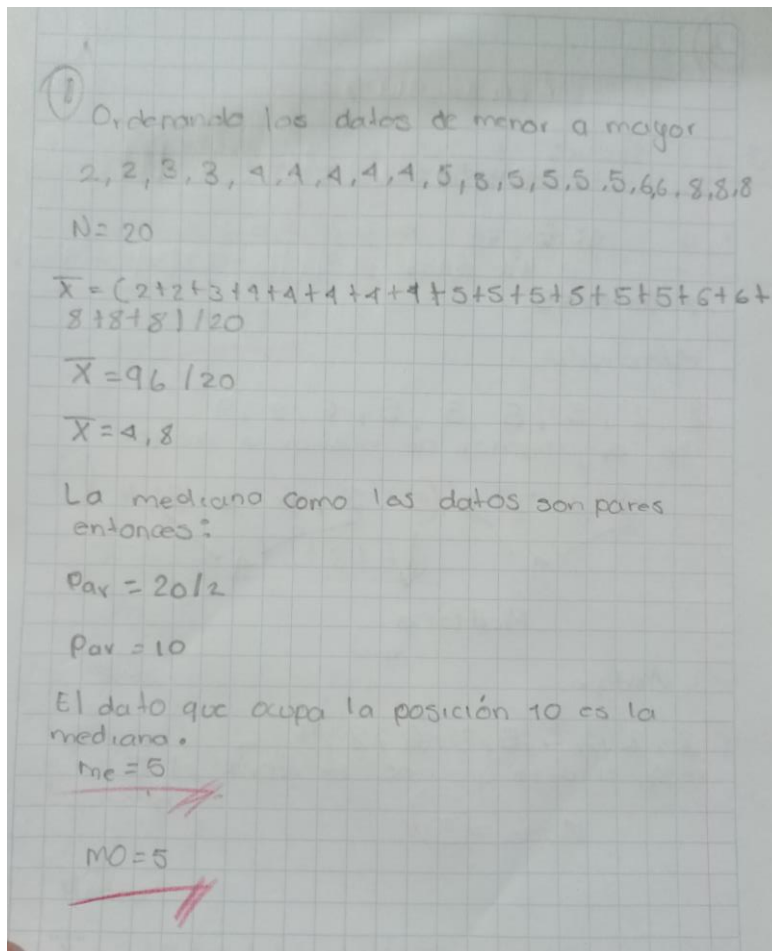 1
Ordenando los datos de menor a mayor
2, 2, 3, 3, 4, 4, 4, 4, 4, 5, 5, 5, 5, 5, 5, 6, 6, 8, 8, 8
N = 20
X̅ = (2+2+3+4+4+4+4+4+5+5+5+5+5+5+6+6+
8+8+8)/20
X̅ = 96/20
X̅ = 4,8
La mediana como los datos son pares
entonces:
Par = 20/2
Par = 10
El dato que ocupa la posición 10 es la
mediana.
me = 5
MO = 5